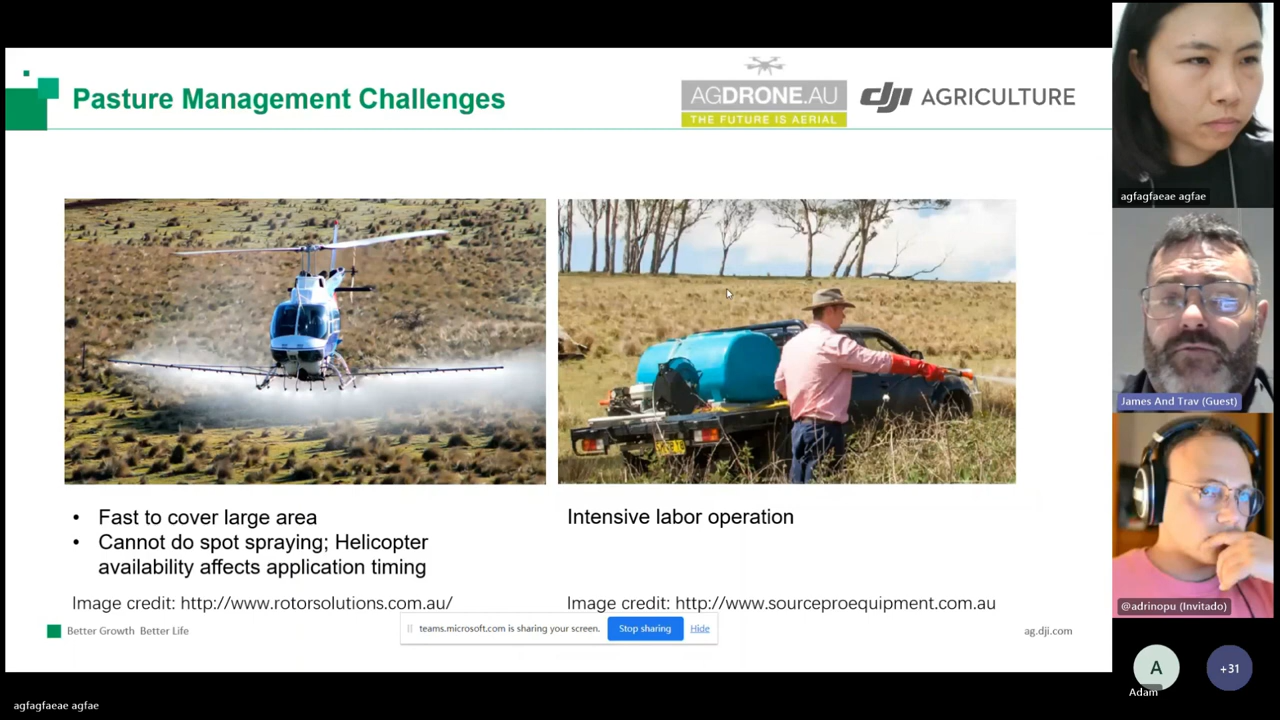 Pasture Management Challenges
AGDRONE.AU
THE FUTURE IS AERIAL
dji AGRICULTURE
• Fast to cover large area
• Cannot do spot spraying; Helicopter
availability affects application timing
Image credit: http://www.rotorsolutions.com.au/
Intensive labor operation
Image credit: http://www.sourceproequipment.com.au
Better Growth Better Life
teams.microsoft.com is sharing your screen.
Stop sharing
Hide
ag.dji.com
agfagfaeae agfae
James And Trav (Guest)
@adrinopu (Invitado)
A
Adam
+31
agfagfaeae agfae